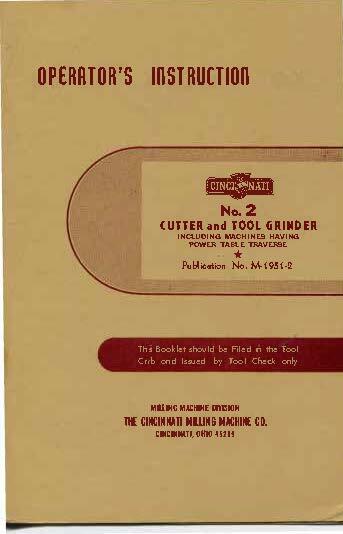 OPERATOR'S INSTRUCTION
CINCINNATI
No. 2
CUTTER and TOOL GRINDER
INCLUDING MACHINES HAVING
POWER TABLE TRAVERSE
Publication No. M-1951-2
This Booklet should be Filed in the Tool
Crib and Issued by Tool Check only
MILLING MACHINE DIVISION
THE CINCINNATI MILLING MACHINE CO.
CINCINNATI, OHIO 45209